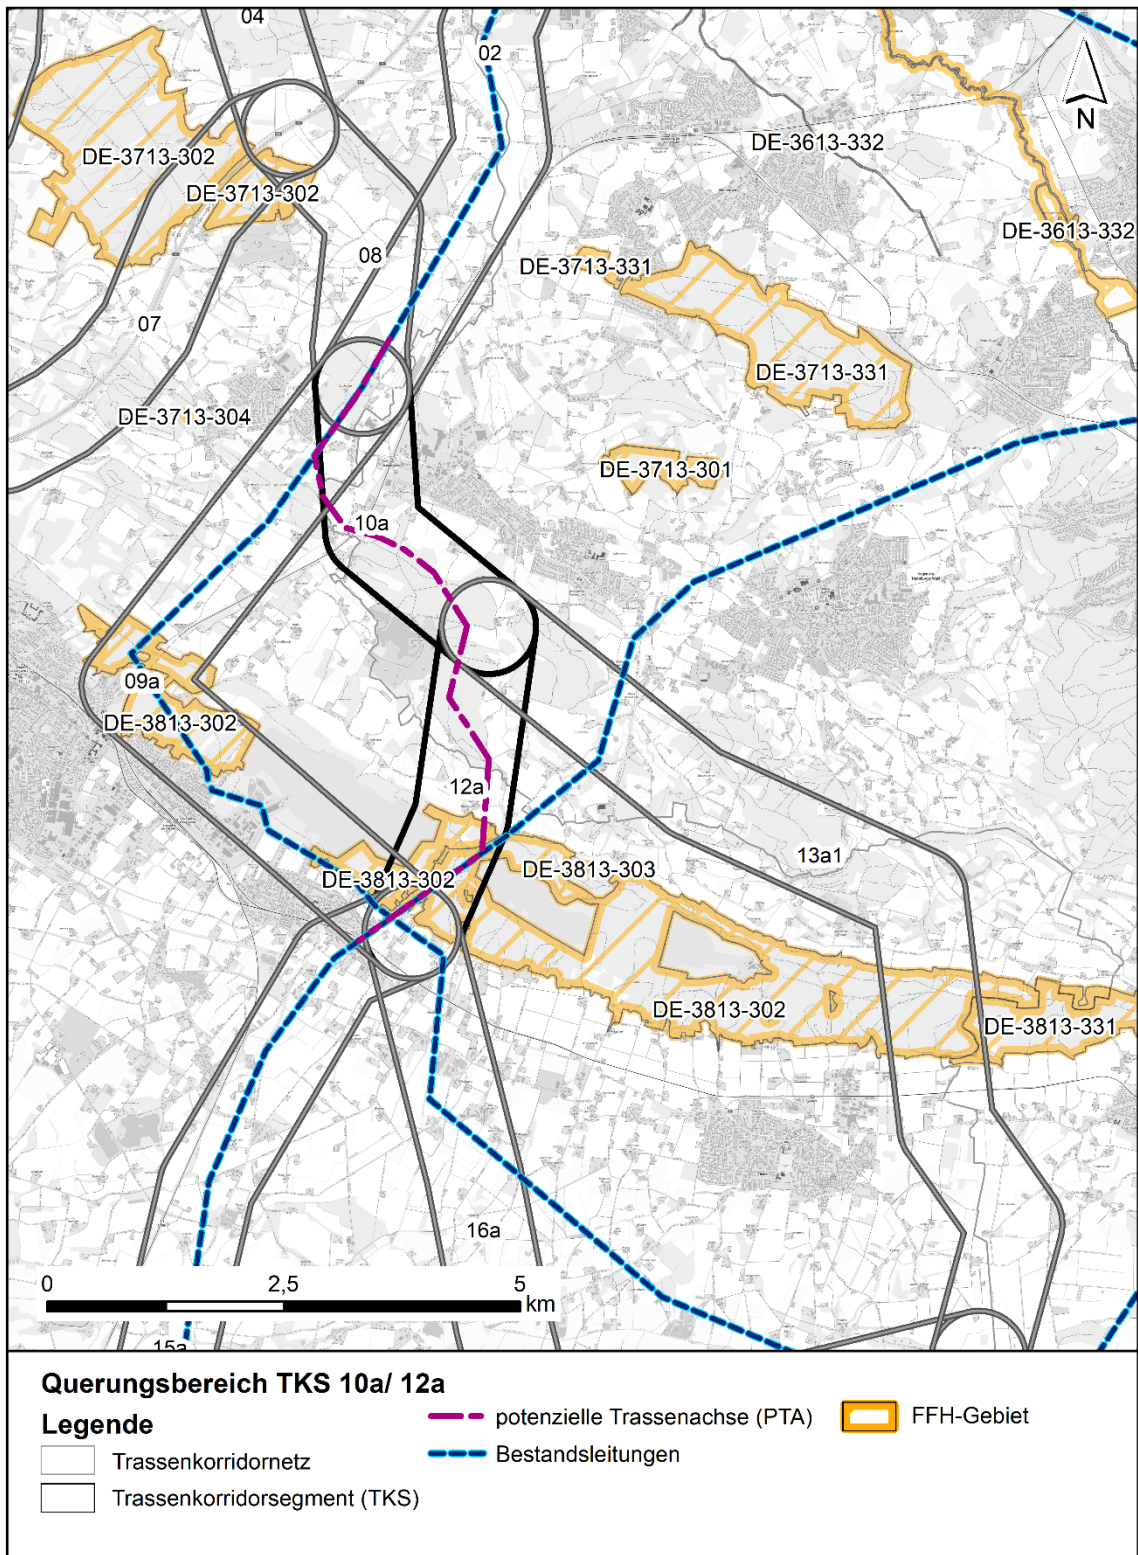 04
02
DE-3713-302
DE-3613-332
DE-3713-302
DE-3613-332
08
DE-3713-331
07
DE-3713-331
DE-3713-304
DE-3713-301
10a
09a
DE-3813-302
12a
13a1
DE-3813-303
DE-3813-302
DE-3813-302
DE-3813-331
16a
15a
N
0 2,5 5
km
Querungsbereich TKS 10a/ 12a
Legende
Trassenkorridornetz
Trassenkorridorsegment (TKS)
potenzielle Trassenachse (PTA)
Bestandsleitungen
FFH-Gebiet